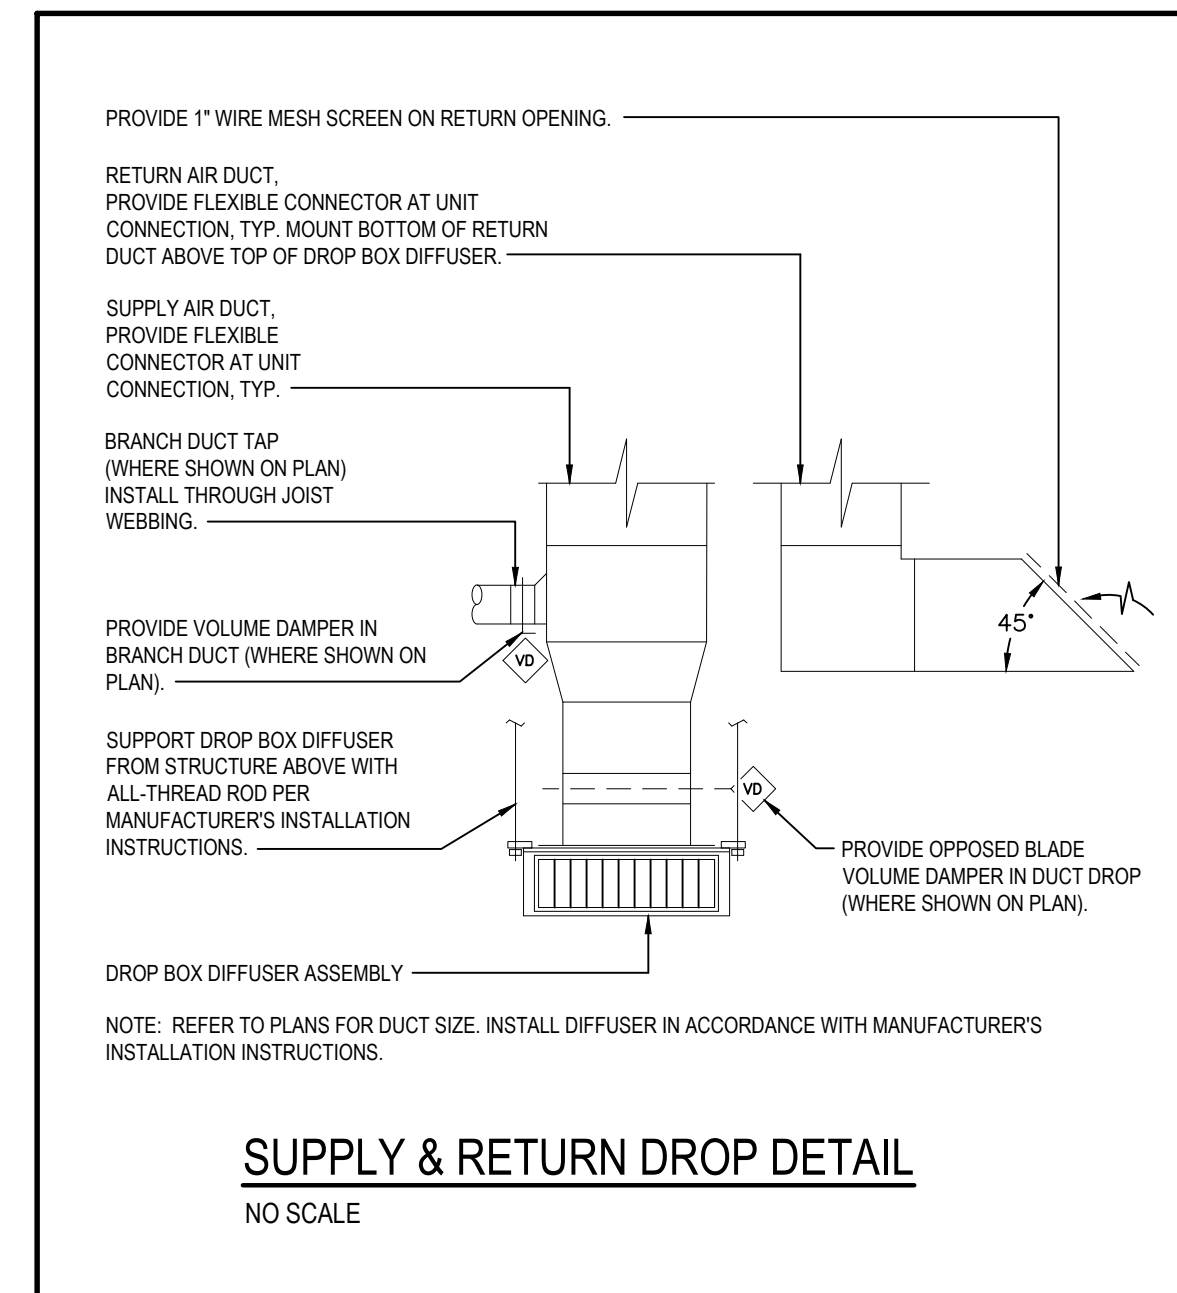 PROVIDE 1" WIRE MESH SCREEN ON RETURN OPENING.
RETURN AIR DUCT,
PROVIDE FLEXIBLE CONNECTOR AT UNIT
CONNECTION, TYP. MOUNT BOTTOM OF RETURN
DUCT ABOVE TOP OF DROP BOX DIFFUSER.
SUPPLY AIR DUCT,
PROVIDE FLEXIBLE
CONNECTOR AT UNIT
CONNECTION, TYP.
BRANCH DUCT TAP
(WHERE SHOWN ON PLAN)
INSTALL THROUGH JOIST
WEBBING.
45°
PROVIDE VOLUME DAMPER IN
BRANCH DUCT (WHERE SHOWN ON
PLAN).
VD
SUPPORT DROP BOX DIFFUSER
FROM STRUCTURE ABOVE WITH
ALL-THREAD ROD PER
MANUFACTURER'S INSTALLATION
INSTRUCTIONS.
VD
PROVIDE OPPOSED BLADE
VOLUME DAMPER IN DUCT DROP
(WHERE SHOWN ON PLAN).
DROP BOX DIFFUSER ASSEMBLY
NOTE: REFER TO PLANS FOR DUCT SIZE. INSTALL DIFFUSER IN ACCORDANCE WITH MANUFACTURER'S
INSTALLATION INSTRUCTIONS.
SUPPLY & RETURN DROP DETAIL
NO SCALE